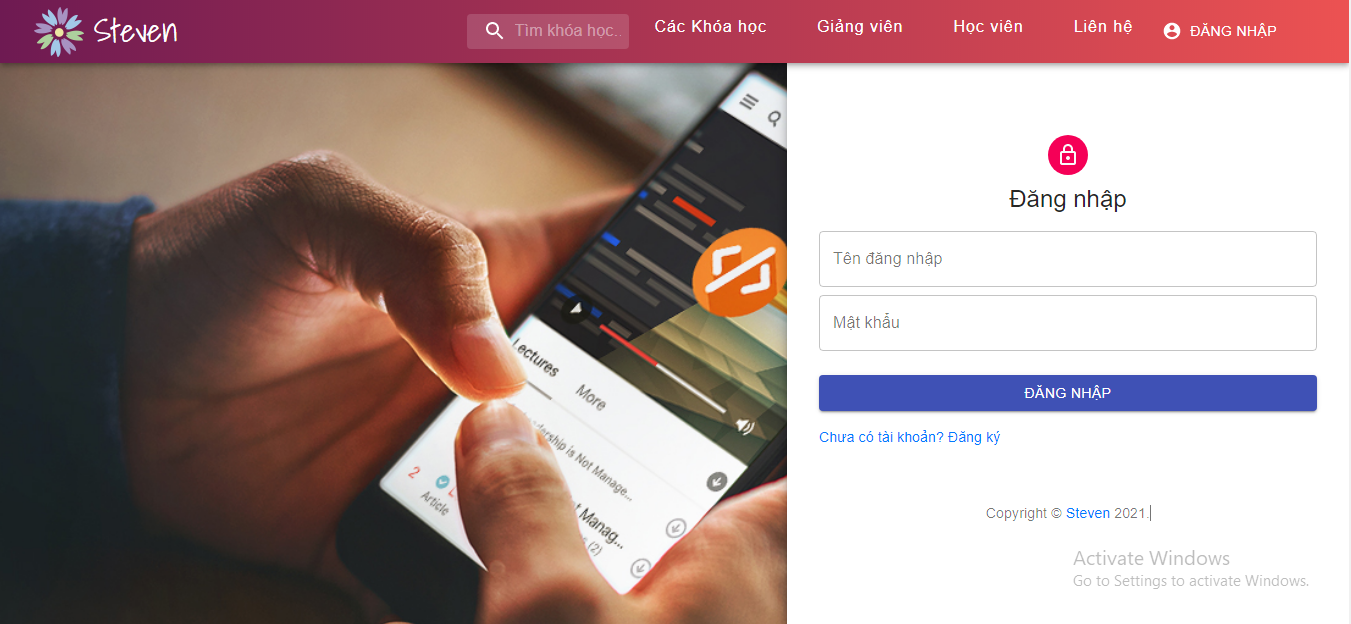 Steven
Tìm khóa học..
Các Khóa học
Giảng viên
Học viên
Liên hệ
ĐĂNG NHẬP
Lectures
More
2
Article
Leadership is Not Manage...
Manag...
(2)
Đăng nhập
Tên đăng nhập
Mật khẩu
ĐĂNG NHẬP
Chưa có tài khoản? Đăng ký
Copyright © Steven 2021.
Activate Windows
Go to Settings to activate Windows.